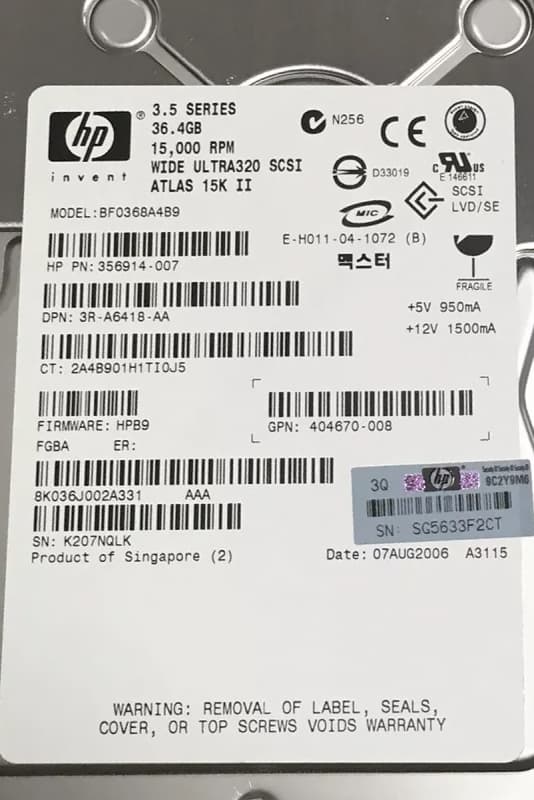 hp
®
invent
3.5 SERIES
36.4GB
15,000 RPM
WIDE ULTRA320 SCSI
ATLAS 15K II
N256
CE
D33019
C UL US
E 146611
SCSI
LVD/SE
MIC
E-H011-04-1072 (B)
맥스터
FRAGILE
MODEL:BF0368A4B9
HP PN:356914-007
DPN: 3R-A6418-AA
+5V 950mA
+12V 1500mA
CT: 2A4B901H1TI0J5
FIRMWARE: HPB9
GPN: 404670-008
FGBA ER:
8K036J002A331 AAA
3Q hp 9C2Y9M6
SN: SG5633F2CT
SN: K207NQLK
Product of Singapore (2)
Date: 07AUG2006 A3115
WARNING: REMOVAL OF LABEL, SEALS,
COVER, OR TOP SCREWS VOIDS WARRANTY